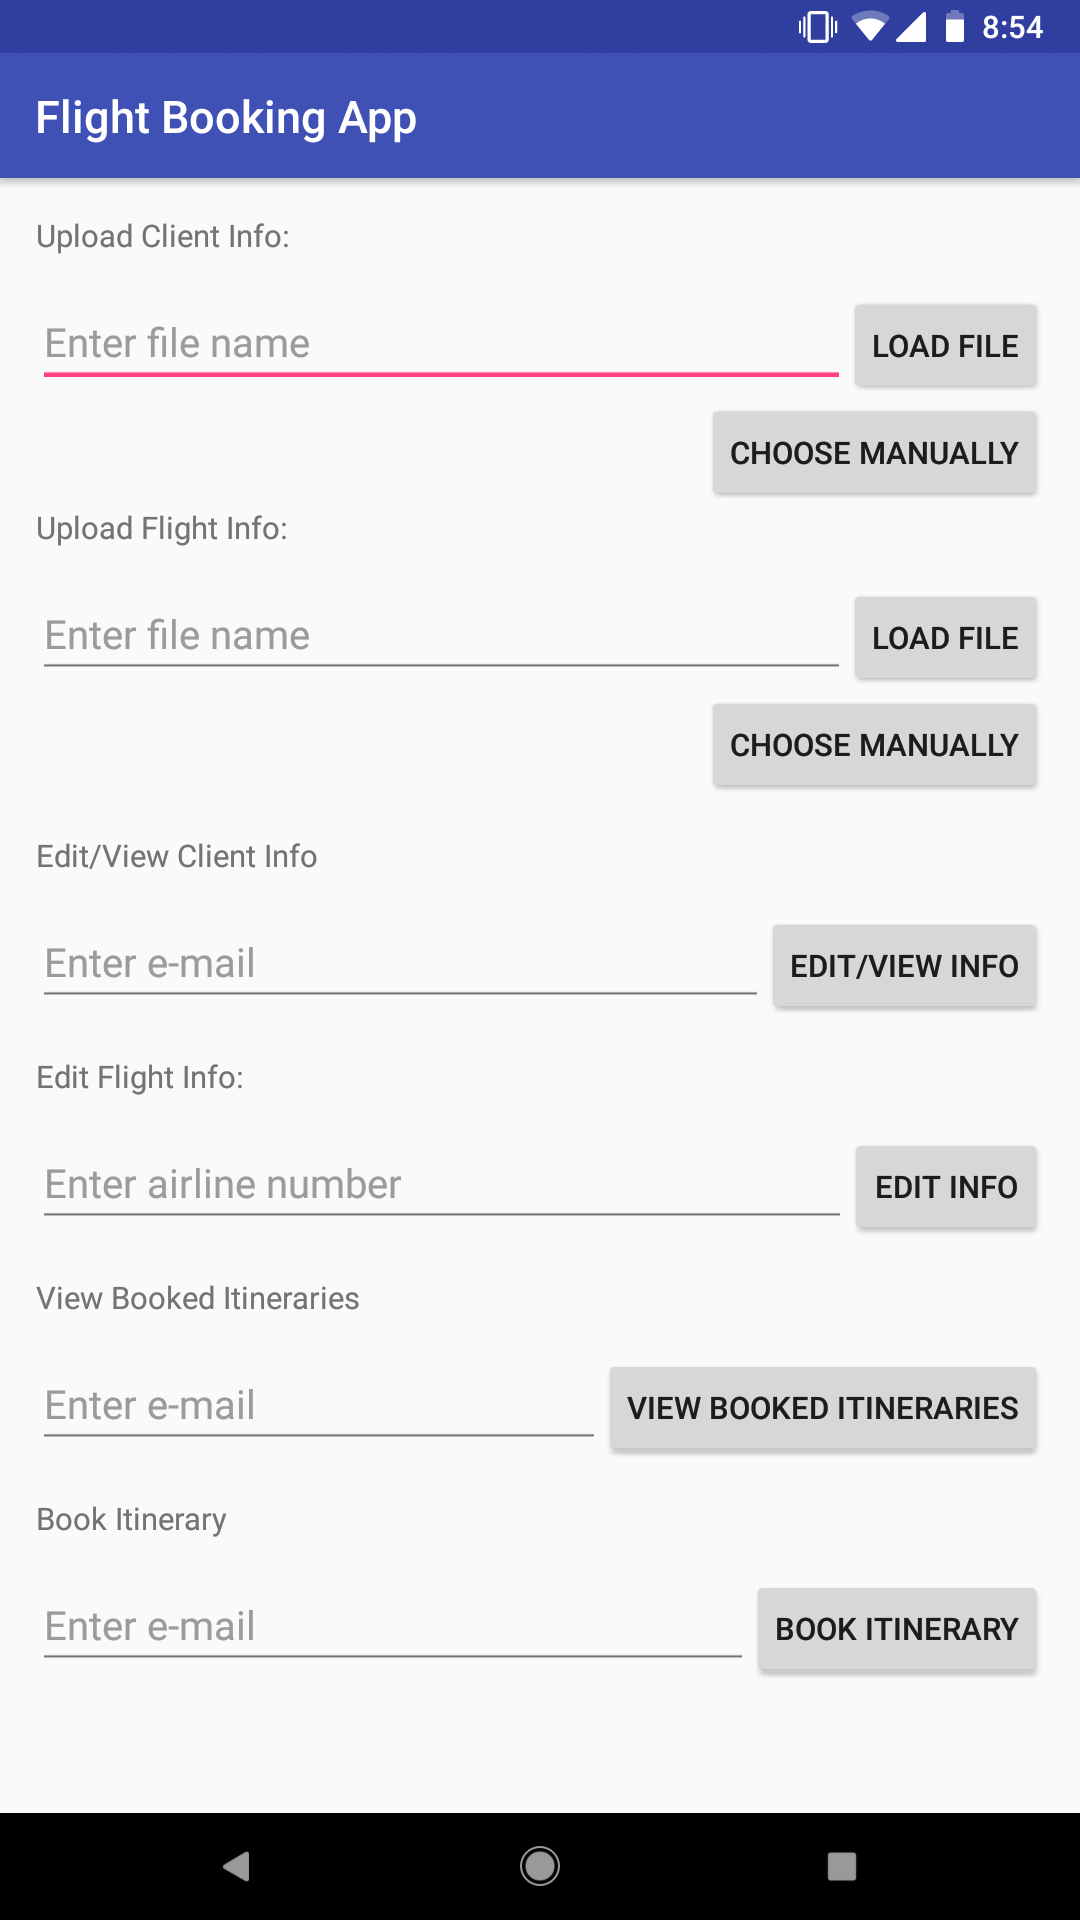 8:54
Flight Booking App
Upload Client Info:
Enter file name
LOAD FILE
CHOOSE MANUALLY
Upload Flight Info:
Enter file name
LOAD FILE
CHOOSE MANUALLY
Edit/View Client Info
Enter e-mail
EDIT/VIEW INFO
Edit Flight Info:
Enter airline number
EDIT INFO
View Booked Itineraries
Enter e-mail
VIEW BOOKED ITINERARIES
Book Itinerary
Enter e-mail
BOOK ITINERARY